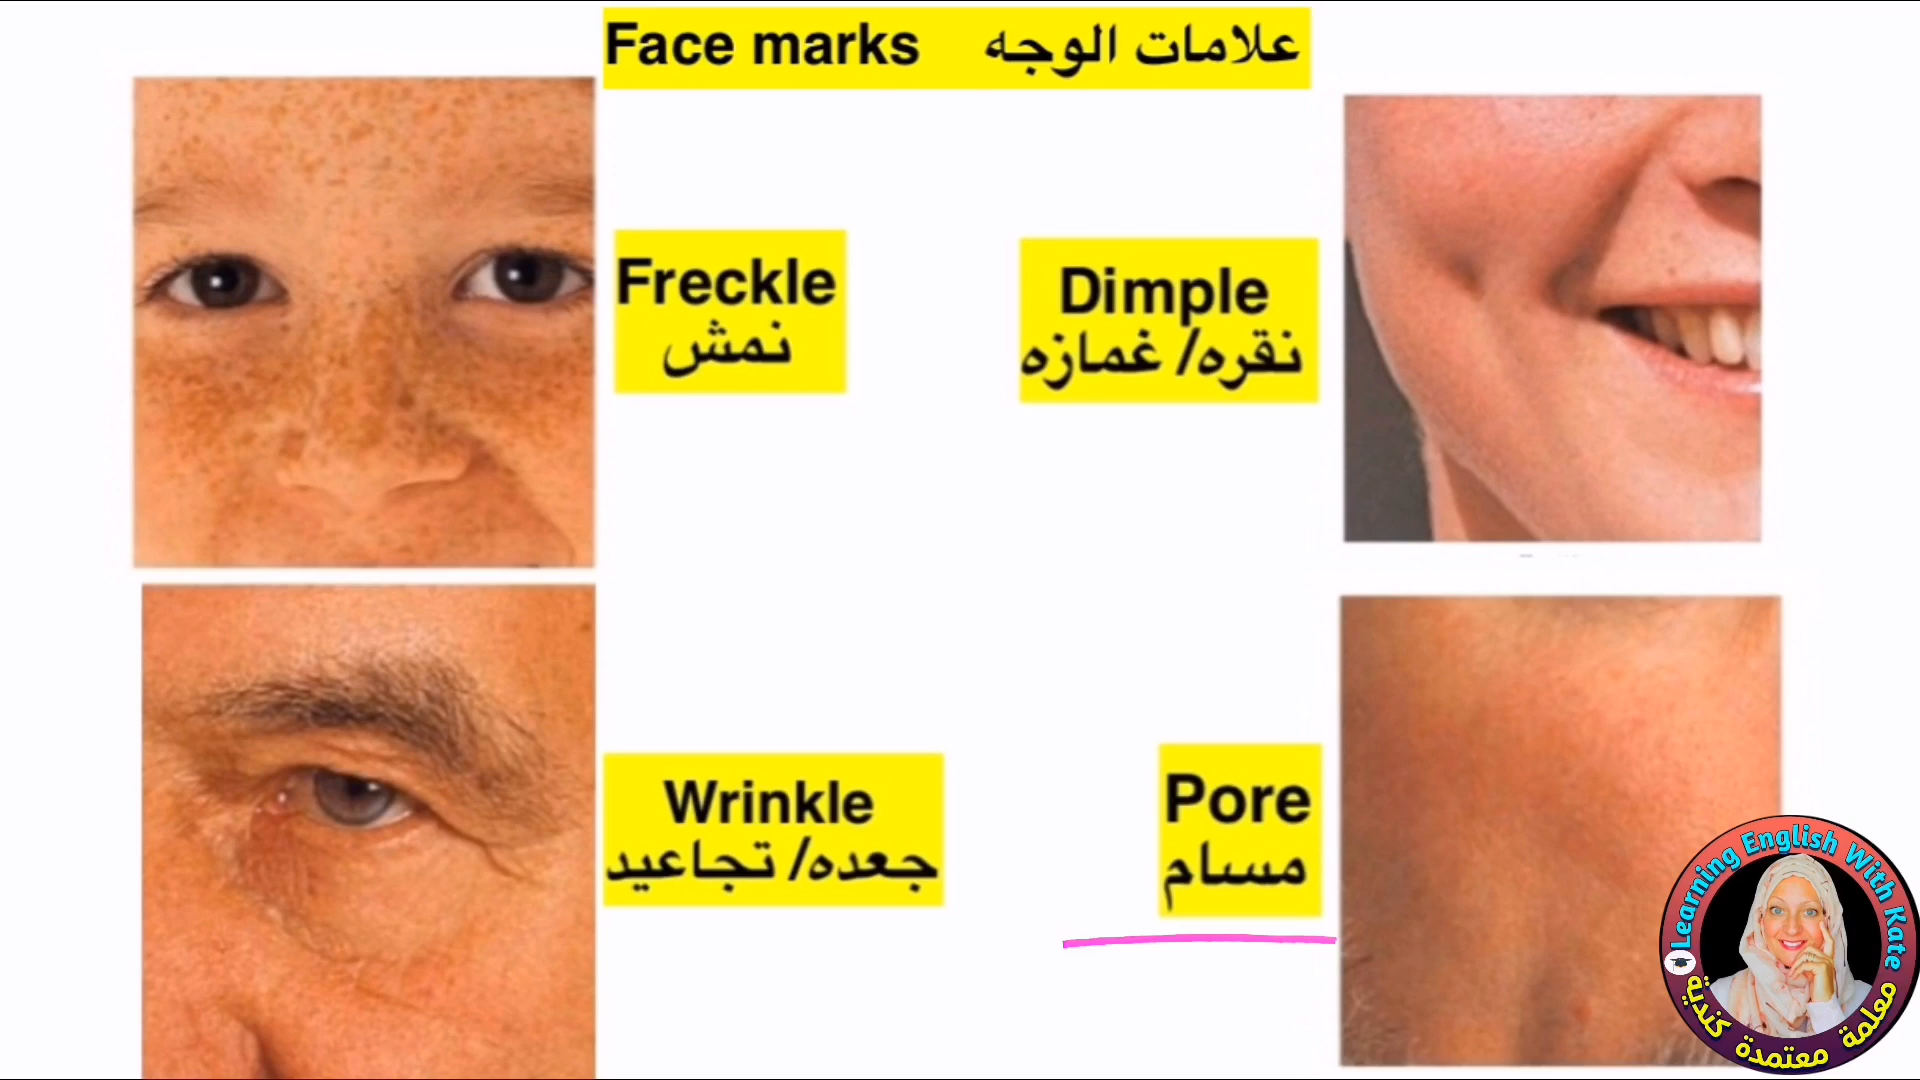 Face marks علامات الوجه
Freckle
نمش
Dimple
نقره/ غمازه
Wrinkle
جعده/ تجاعيد
Pore
مسام
Learning English With Kate
معلمة معتمدة كندية